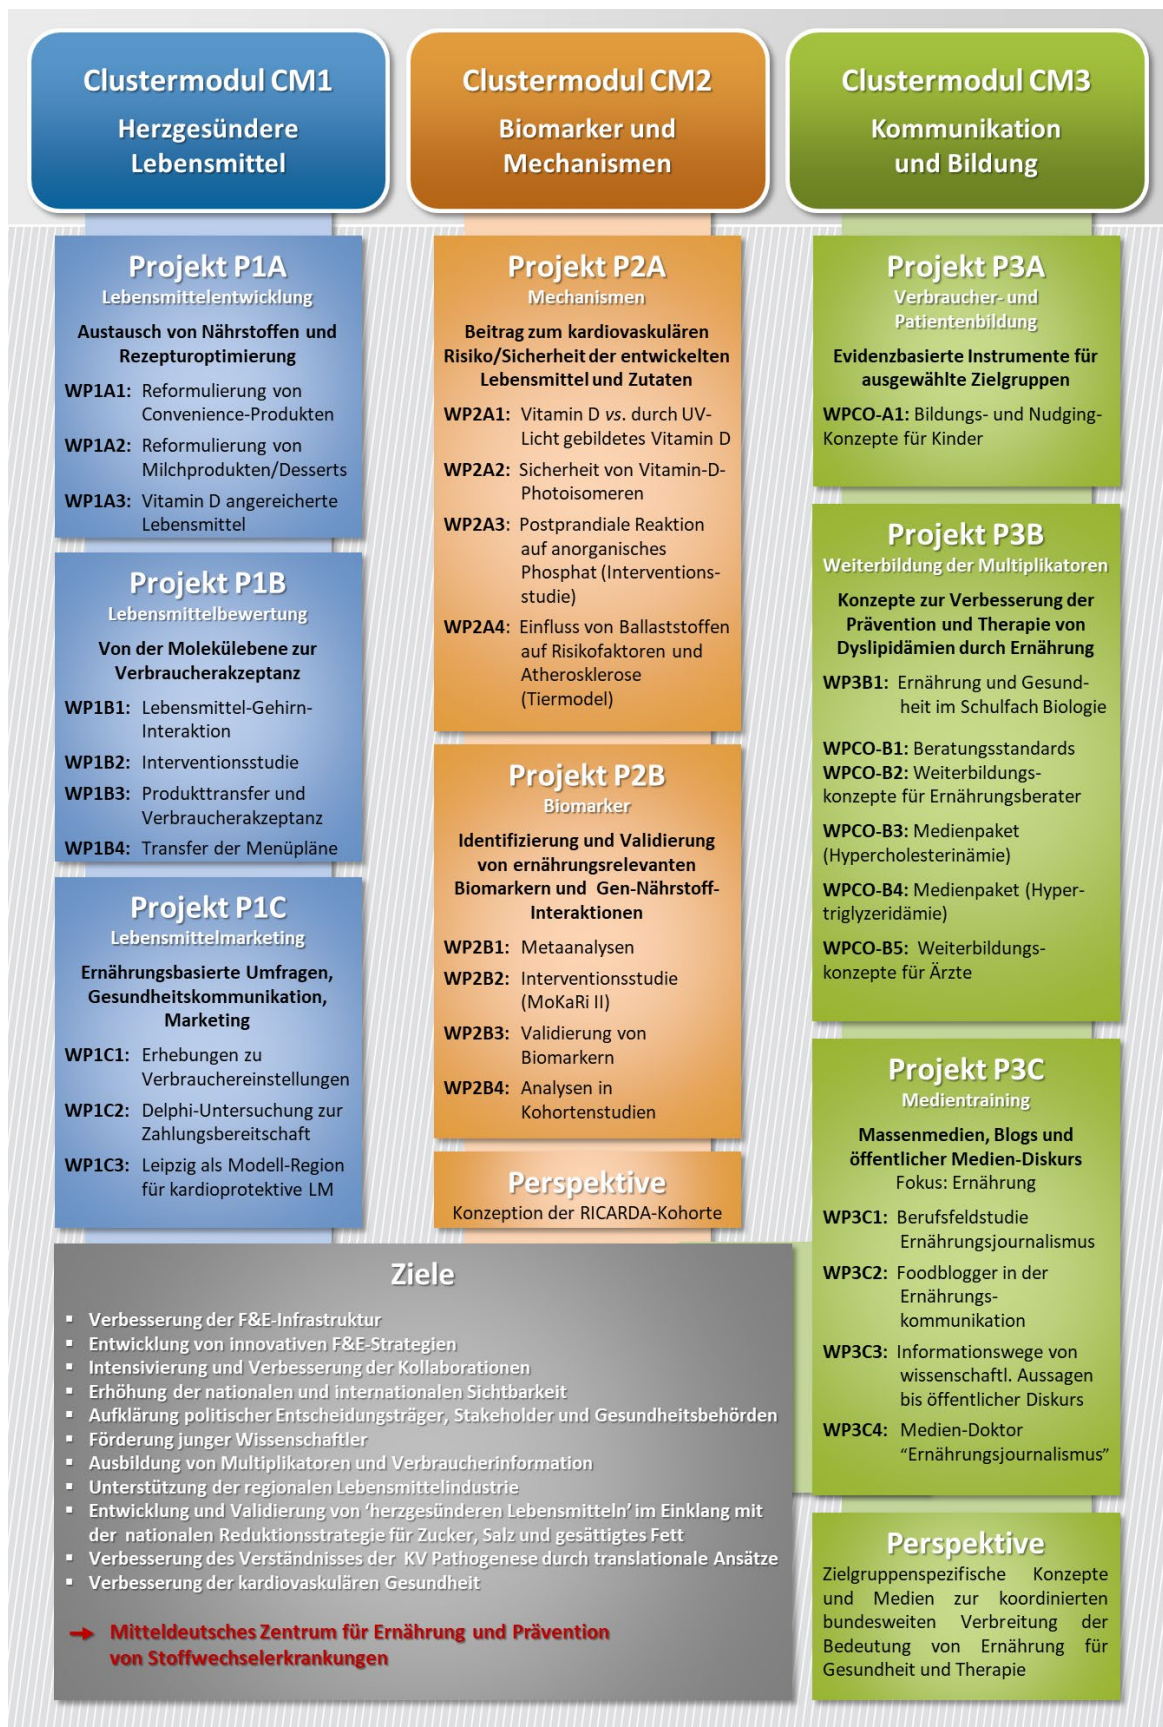 Clustermodul CM1
Herzgesündere
Lebensmittel
Projekt P1A
Lebensmittelentwicklung
Austausch von Nährstoffen und
Rezepturoptimierung
WP1A1: Reformulierung von
Convenience-Produkten
WP1A2: Reformulierung von
Milchprodukten/Desserts
WP1A3: Vitamin D angereicherte
Lebensmittel
Projekt P1B
Lebensmittelbewertung
Von der Molekülebene zur
Verbraucherakzeptanz
WP1B1: Lebensmittel-Gehirn-
Interaktion
WP1B2: Interventionsstudie
WP1B3: Produkttransfer und
Verbraucherakzeptanz
WP1B4: Transfer der Menüpläne
Projekt P1C
Lebensmittelmarketing
Ernährungsbasierte Umfragen,
Gesundheitskommunikation,
Marketing
WP1C1: Erhebungen zu
Verbrauchereinstellungen
WP1C2: Delphi-Untersuchung zur
Zahlungsbereitschaft
WP1C3: Leipzig als Modell-Region
für kardioprotektive LM
Clustermodul CM2
Biomarker und
Mechanismen
Projekt P2A
Mechanismen
Beitrag zum kardiovaskulären
Risiko/Sicherheit der entwickelten
Lebensmittel und Zutaten
WP2A1: Vitamin D vs. durch UV-
Licht gebildetes Vitamin D
WP2A2: Sicherheit von Vitamin-D-
Photoisomeren
WP2A3: Postprandiale Reaktion
auf anorganisches
Phosphat (Interventions-
studie)
WP2A4: Einfluss von Ballaststoffen
auf Risikofaktoren und
Atherosklerose
(Tiermodel)
Projekt P2B
Biomarker
Identifizierung und Validierung
von ernährungsrelevanten
Biomarkern und Gen-Nährstoff-
Interaktionen
WP2B1: Metaanalysen
WP2B2: Interventionsstudie
(MoKaRi II)
WP2B3: Validierung von
Biomarkern
WP2B4: Analysen in
Kohortenstudien
Perspektive
Konzeption der RICARDA-Kohorte
Clustermodul CM3
Kommunikation
und Bildung
Projekt P3A
Verbraucher- und
Patientenbildung
Evidenzbasierte Instrumente für
ausgewählte Zielgruppen
WPCO-A1: Bildungs- und Nudging-
Konzepte für Kinder
Projekt P3B
Weiterbildung der Multiplikatoren
Konzepte zur Verbesserung der
Prävention und Therapie von
Dyslipidämien durch Ernährung
WP3B1: Ernährung und Gesund-
heit im Schulfach Biologie
WPCO-B1: Beratungsstandards
WPCO-B2: Weiterbildungs-
konzepte für Ernährungsberater
WPCO-B3: Medienpaket
(Hypercholesterinämie)
WPCO-B4: Medienpaket (Hyper-
triglyzeridämie)
WPCO-B5: Weiterbildungs-
konzepte für Ärzte
Projekt P3C
Medientraining
Massenmedien, Blogs und
öffentlicher Medien-Diskurs
Fokus: Ernährung
WP3C1: Berufsfeldstudie
Ernährungsjournalismus
WP3C2: Foodblogger in der
Ernährungs-
kommunikation
WP3C3: Informationswege von
wissenschaftl. Aussagen
bis öffentlicher Diskurs
WP3C4: Medien-Doktor
“Ernährungsjournalismus”
Perspektive
Zielgruppenspezifische Konzepte
und Medien zur koordinierten
bundesweiten Verbreitung der
Bedeutung von Ernährung für
Gesundheit und Therapie
Ziele
▪ Verbesserung der F&E-Infrastruktur
▪ Entwicklung von innovativen F&E-Strategien
▪ Intensivierung und Verbesserung der Kollaborationen
▪ Erhöhung der nationalen und internationalen Sichtbarkeit
▪ Aufklärung politischer Entscheidungsträger, Stakeholder und Gesundheitsbehörden
▪ Förderung junger Wissenschaftler
▪ Ausbildung von Multiplikatoren und Verbraucherinformation
▪ Unterstützung der regionalen Lebensmittelindustrie
▪ Entwicklung und Validierung von ‘herzgesünderen Lebensmitteln’ im Einklang mit
der nationalen Reduktionsstrategie für Zucker, Salz und gesättigtes Fett
▪ Verbesserung des Verständnisses der KV Pathogenese durch translationale Ansätze
▪ Verbesserung der kardiovaskulären Gesundheit
→ Mitteldeutsches Zentrum für Ernährung und Prävention
von Stoffwechselerkrankungen